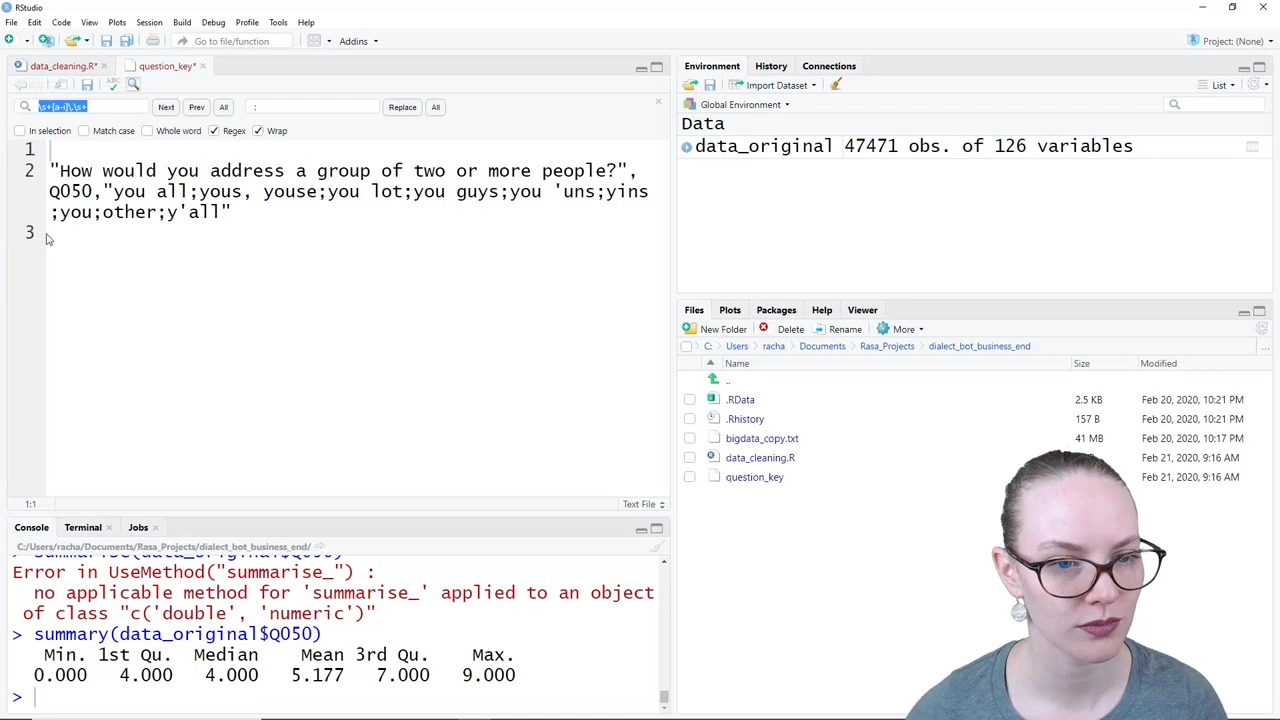 RStudio
File Edit Code View Plots Session Build Debug Profile Tools Help
Go to file/function Addins Project: (None)
data_cleaning.R* question_key*
\s+[a-i]\.\s+ Next Prev All ; Replace All
In selection Match case Whole word Regex Wrap
1
2 "How would you address a group of two or more people?",
Q050,"you all;yous, youse;you lot;you guys;you 'uns;yins
;you;other;y'all"
3
1:1 Text File
Console Terminal Jobs
C:/Users/racha/Documents/Rasa_Projects/dialect_bot_business_end/
> summarise(data_original$Q050)
Error in UseMethod("summarise_") :
no applicable method for 'summarise_' applied to an object
of class "c('double', 'numeric')"
> summary(data_original$Q050)
Min. 1st Qu. Median Mean 3rd Qu. Max.
0.000 4.000 4.000 5.177 7.000 9.000
>
Environment History Connections
Import Dataset List
Global Environment
Data
data_original 47471 obs. of 126 variables
Files Plots Packages Help Viewer
New Folder Delete Rename More
C: Users racha Documents Rasa_Projects dialect_bot_business_end ...
Name Size Modified
..
.RData 2.5 KB Feb 20, 2020, 10:21 PM
.Rhistory 157 B Feb 20, 2020, 10:21 PM
bigdata_copy.txt 41 MB Feb 20, 2020, 10:17 PM
data_cleaning.R Feb 21, 2020, 9:16 AM
question_key Feb 21, 2020, 9:16 AM